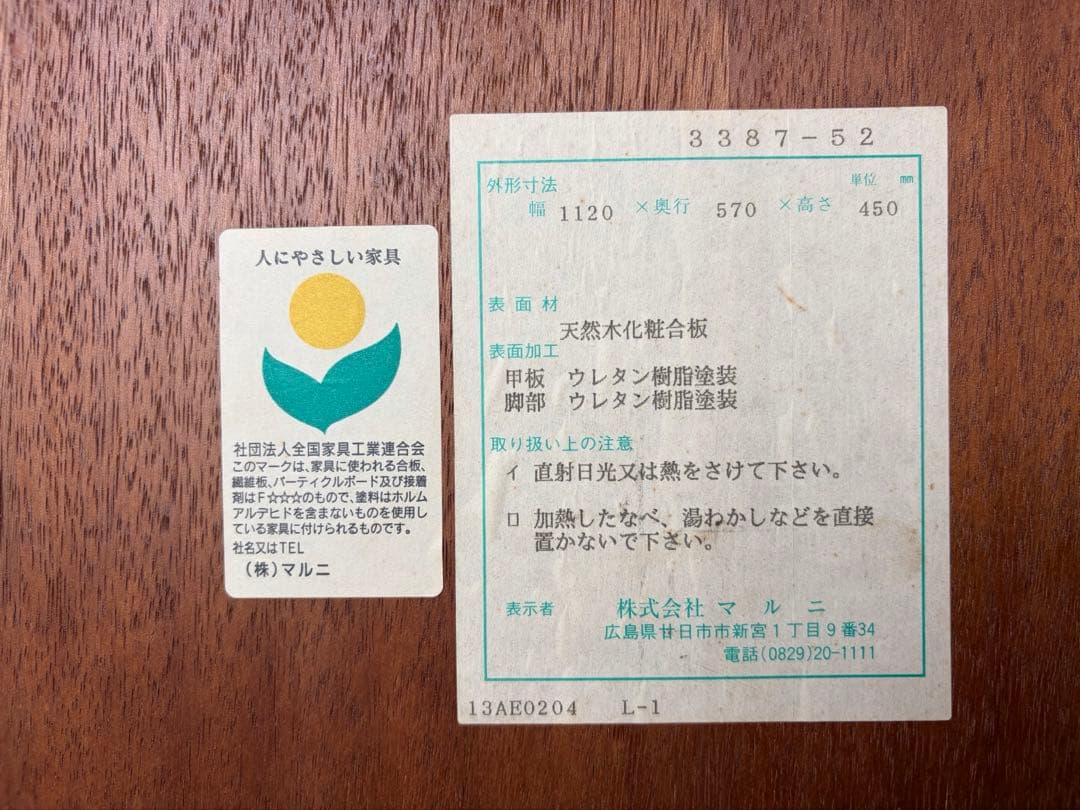 人にやさしい家具
社団法人全国家具工業連合会
このマークは、家具に使われる合板、
繊維板、パーティクルボード及び接着
剤はF☆☆☆のもので、塗料はホルム
アルデヒドを含まないものを使用し
ている家具に付けられるものです。
社名又はTEL
(株)マルニ
3387-52
外形寸法 単位 mm
幅 1120 ×奥行 570 ×高さ 450
表面材
天然木化粧合板
表面加工
甲板 ウレタン樹脂塗装
脚部 ウレタン樹脂塗装
取り扱い上の注意
イ 直射日光又は熱をさけて下さい。
ロ 加熱したなべ、湯わかしなどを直接
置かないで下さい。
表示者 株式会社 マルニ
広島県廿日市市新宮1丁目9番34
電話(0829)20-1111
13AE0204 L-1